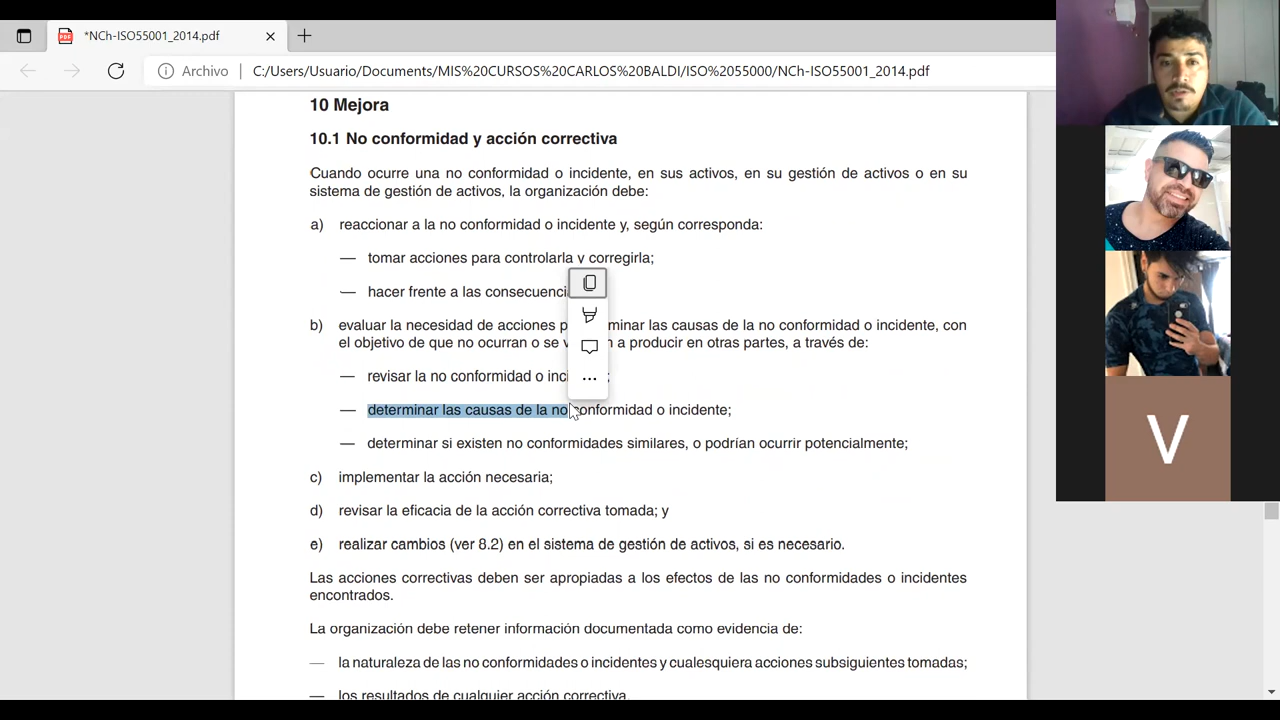 *NCh-ISO55001_2014.pdf
Archivo
C:/Users/Usuario/Documents/MIS%20CURSOS%20CARLOS%20BALDI/ISO%2055000/NCh-ISO55001_2014.pdf
10 Mejora
10.1 No conformidad y acción correctiva
Cuando ocurre una no conformidad o incidente, en sus activos, en su gestión de activos o en su
sistema de gestión de activos, la organización debe:
a) reaccionar a la no conformidad o incidente y, según corresponda:
— tomar acciones para controlarla y corregirla;
— hacer frente a las
b) evaluar la necesidad de acciones las causas de la no conformidad o incidente, con
el objetivo de que no ocurran o se a producir en otras partes, a través de:
— revisar la no conformidad o
— determinar las causas de la no conformidad o incidente;
— determinar si existen no conformidades similares, o podrían ocurrir potencialmente;
c) implementar la acción necesaria;
d) revisar la eficacia de la acción correctiva tomada; y
e) realizar cambios (ver 8.2) en el sistema de gestión de activos, si es necesario.
Las acciones correctivas deben ser apropiadas a los efectos de las no conformidades o incidentes
encontrados.
La organización debe retener información documentada como evidencia de:
— la naturaleza de las no conformidades o incidentes y cualesquiera acciones subsiguientes tomadas;
— los resultados de cualquier acción correctiva.
V